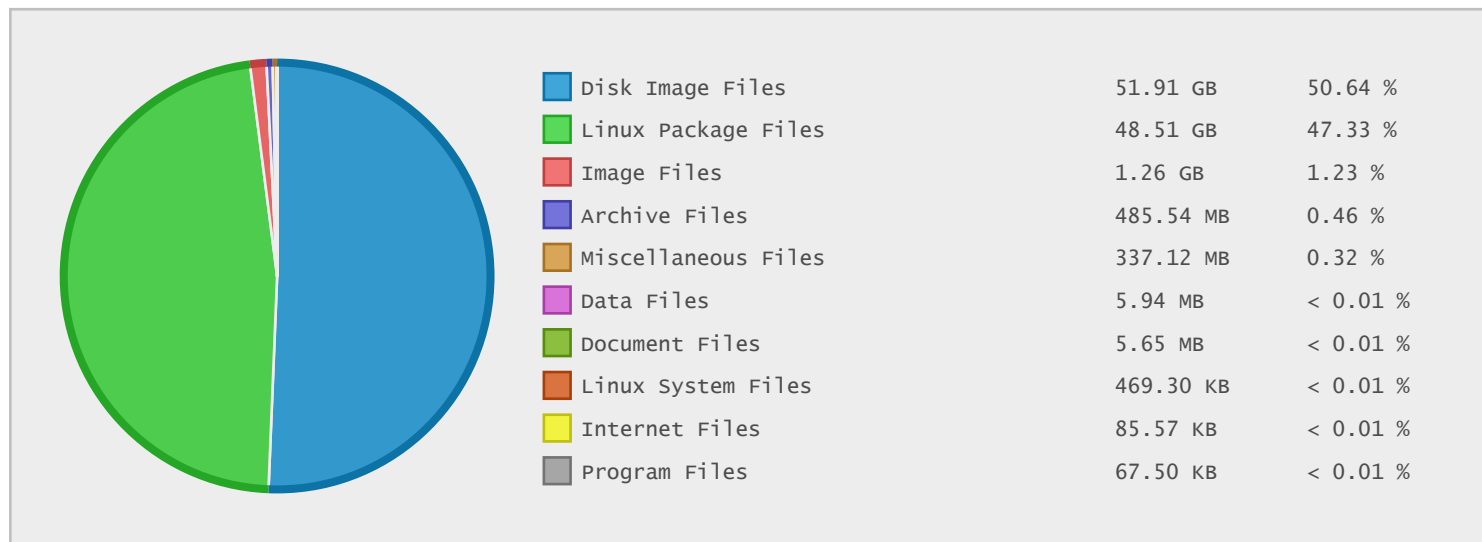 Disk Image Files 51.91 GB 50.64 %
Linux Package Files 48.51 GB 47.33 %
Image Files 1.26 GB 1.23 %
Archive Files 485.54 MB 0.46 %
Miscellaneous Files 337.12 MB 0.32 %
Data Files 5.94 MB < 0.01 %
Document Files 5.65 MB < 0.01 %
Linux System Files 469.30 KB < 0.01 %
Internet Files 85.57 KB < 0.01 %
Program Files 67.50 KB < 0.01 %